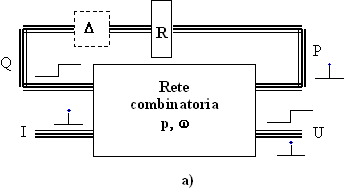 Δ
R
Q
P
Rete
combinatoria
p, ω
I
U
a)